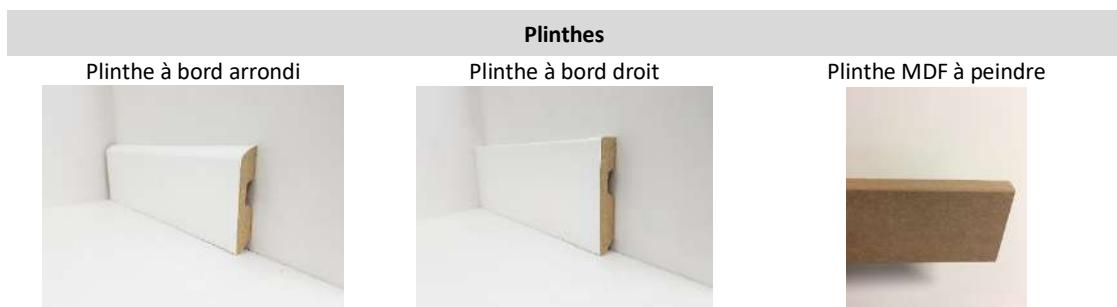 Plinthes
Plinthe à bord arrondi
Plinthe à bord droit
Plinthe MDF à peindre